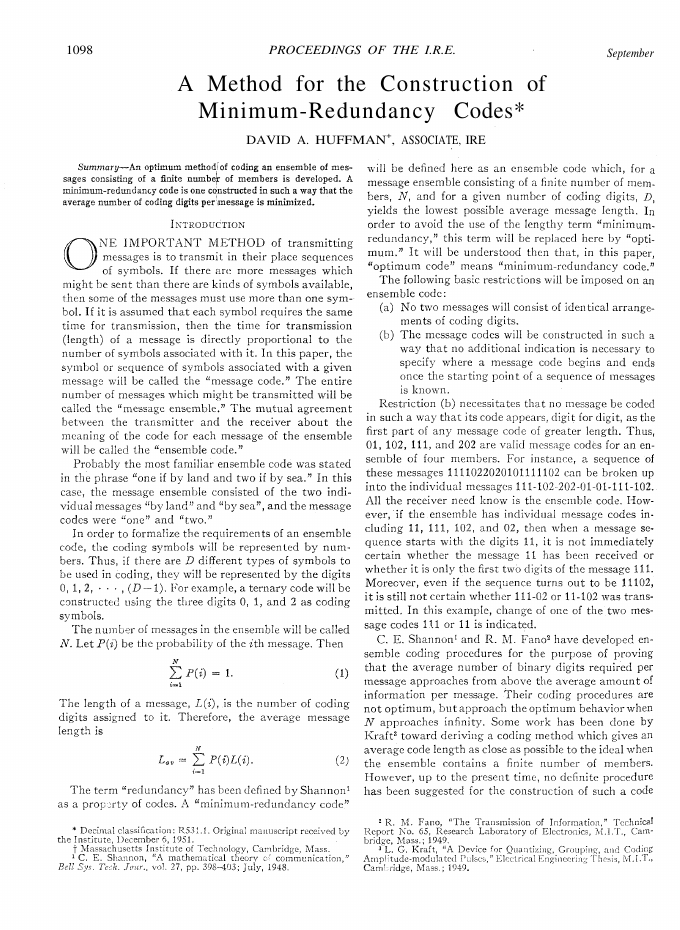 1098
PROCEEDINGS OF THE I.R.E.
September
A Method for the Construction of
Minimum-Redundancy Codes*
DAVID A. HUFFMAN†, ASSOCIATE, IRE
Summary—An optimum method of coding an ensemble of mes-
sages consisting of a finite number of members is developed. A
minimum-redundancy code is one constructed in such a way that the
average number of coding digits per message is minimized.
INTRODUCTION
ONE IMPORTANT METHOD of transmitting
messages is to transmit in their place sequences
of symbols. If there are more messages which
might be sent than there are kinds of symbols available,
then some of the messages must use more than one sym-
bol. If it is assumed that each symbol requires the same
time for transmission, then the time for transmission
(length) of a message is directly proportional to the
number of symbols associated with it. In this paper, the
symbol or sequence of symbols associated with a given
message will be called the "message code." The entire
number of messages which might be transmitted will be
called the "message ensemble." The mutual agreement
between the transmitter and the receiver about the
meaning of the code for each message of the ensemble
will be called the "ensemble code."
Probably the most familiar ensemble code was stated
in the phrase "one if by land and two if by sea." In this
case, the message ensemble consisted of the two indi-
vidual messages "by land" and "by sea", and the message
codes were "one" and "two."
In order to formalize the requirements of an ensemble
code, the coding symbols will be represented by num-
bers. Thus, if there are D different types of symbols to
be used in coding, they will be represented by the digits
0, 1, 2, · · · , (D−1). For example, a ternary code will be
constructed using the three digits 0, 1, and 2 as coding
symbols.
The number of messages in the ensemble will be called
N. Let P(i) be the probability of the ith message. Then
N
∑ P(i) = 1. (1)
i=1
The length of a message, L(i), is the number of coding
digits assigned to it. Therefore, the average message
length is
N
Lav = ∑ P(i)L(i). (2)
i=1
The term "redundancy" has been defined by Shannon¹
as a property of codes. A "minimum-redundancy code"
* Decimal classification: R531.1. Original manuscript received by
the Institute, December 6, 1951.
† Massachusetts Institute of Technology, Cambridge, Mass.
¹ C. E. Shannon, "A mathematical theory of communication,"
Bell Sys. Tech. Jour., vol. 27, pp. 398–403; July, 1948.
will be defined here as an ensemble code which, for a
message ensemble consisting of a finite number of mem-
bers, N, and for a given number of coding digits, D,
yields the lowest possible average message length. In
order to avoid the use of the lengthy term "minimum-
redundancy," this term will be replaced here by "opti-
mum." It will be understood then that, in this paper,
"optimum code" means "minimum-redundancy code."
The following basic restrictions will be imposed on an
ensemble code:
(a) No two messages will consist of identical arrange-
ments of coding digits.
(b) The message codes will be constructed in such a
way that no additional indication is necessary to
specify where a message code begins and ends
once the starting point of a sequence of messages
is known.
Restriction (b) necessitates that no message be coded
in such a way that its code appears, digit for digit, as the
first part of any message code of greater length. Thus,
01, 102, 111, and 202 are valid message codes for an en-
semble of four members. For instance, a sequence of
these messages 1111022020101111102 can be broken up
into the individual messages 111-102-202-01-01-111-102.
All the receiver need know is the ensemble code. How-
ever, if the ensemble has individual message codes in-
cluding 11, 111, 102, and 02, then when a message se-
quence starts with the digits 11, it is not immediately
certain whether the message 11 has been received or
whether it is only the first two digits of the message 111.
Moreover, even if the sequence turns out to be 11102,
it is still not certain whether 111-02 or 11-102 was trans-
mitted. In this example, change of one of the two mes-
sage codes 111 or 11 is indicated.
C. E. Shannon¹ and R. M. Fano² have developed en-
semble coding procedures for the purpose of proving
that the average number of binary digits required per
message approaches from above the average amount of
information per message. Their coding procedures are
not optimum, but approach the optimum behavior when
N approaches infinity. Some work has been done by
Kraft³ toward deriving a coding method which gives an
average code length as close as possible to the ideal when
the ensemble contains a finite number of members.
However, up to the present time, no definite procedure
has been suggested for the construction of such a code
² R. M. Fano, "The Transmission of Information," Technical
Report No. 65, Research Laboratory of Electronics, M.I.T., Cam-
bridge, Mass.; 1949.
³ L. G. Kraft, "A Device for Quantizing, Grouping, and Coding
Amplitude-modulated Pulses," Electrical Engineering Thesis, M.I.T.,
Cambridge, Mass.; 1949.